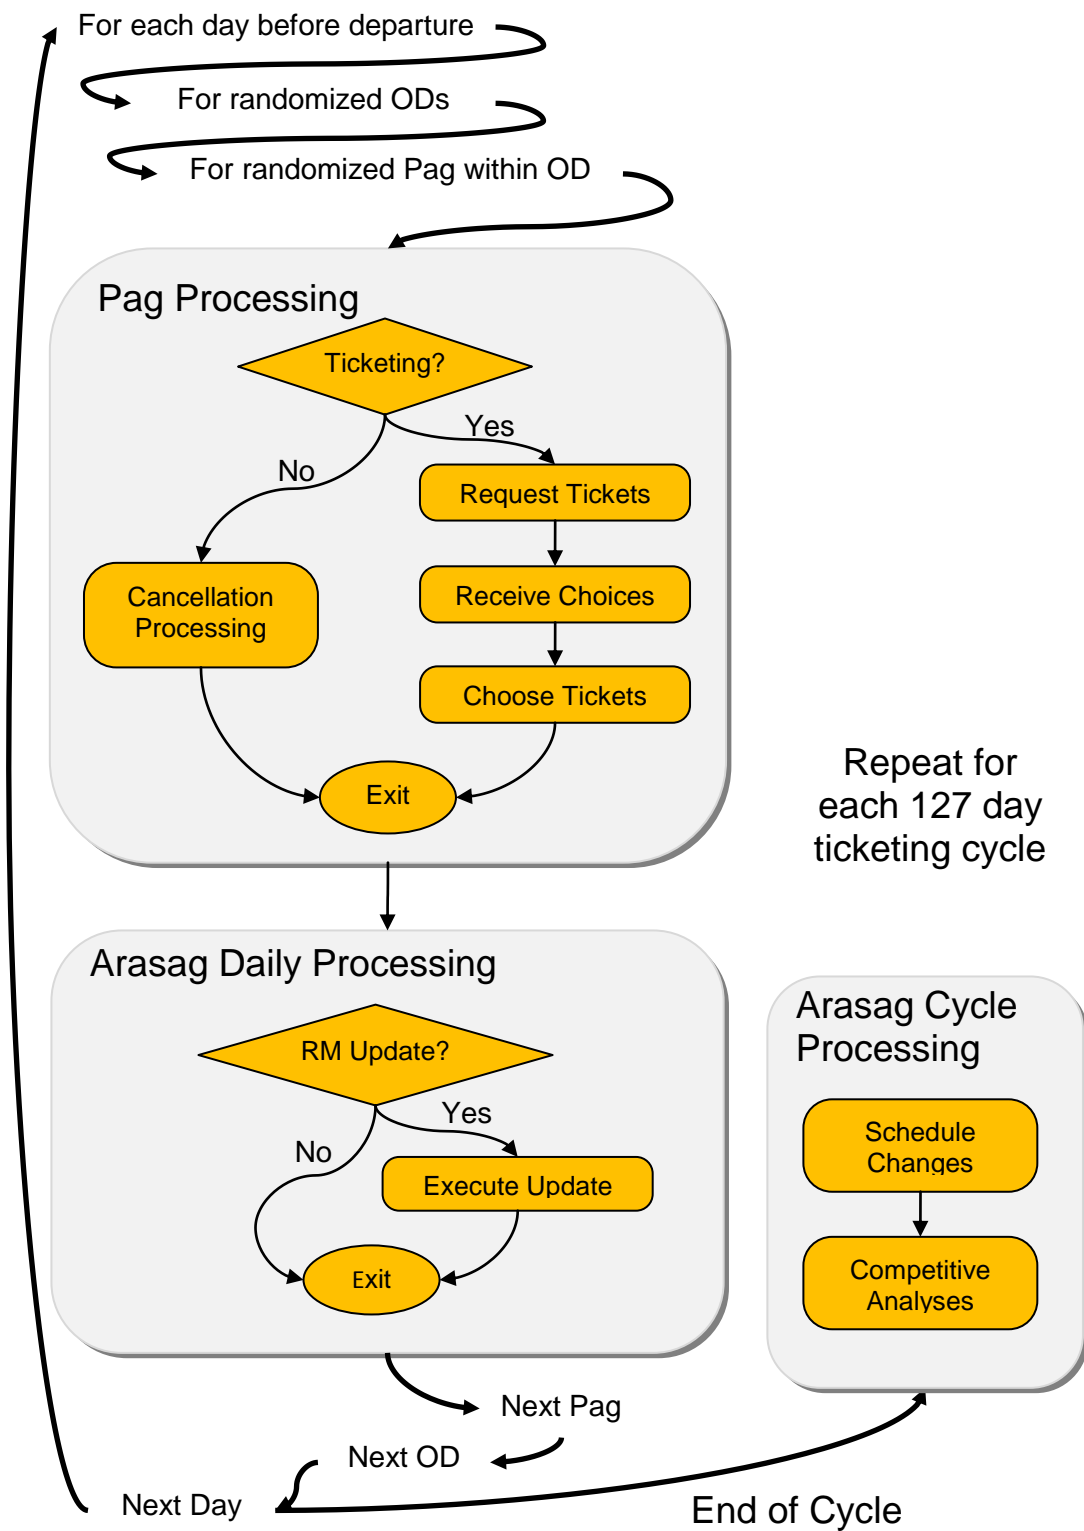 For each day before departure
For randomized ODs
For randomized Pag within OD
Pag Processing
Ticketing?
Yes
No
Request Tickets
Cancellation
Processing
Receive Choices
Choose Tickets
Exit
Repeat for
each 127 day
ticketing cycle
Arasag Daily Processing
RM Update?
Yes
No
Execute Update
Exit
Arasag Cycle
Processing
Schedule
Changes
Competitive
Analyses
Next Pag
Next OD
Next Day
End of Cycle